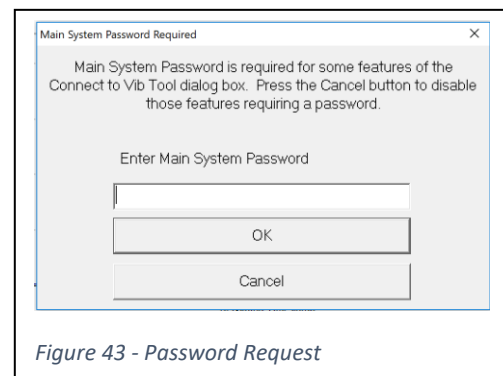 Main System Password Required
Main System Password is required for some features of the
Connect to Vib Tool dialog box.  Press the Cancel button to disable
those features requiring a password.
Enter Main System Password
OK
Cancel
Figure 43 - Password Request